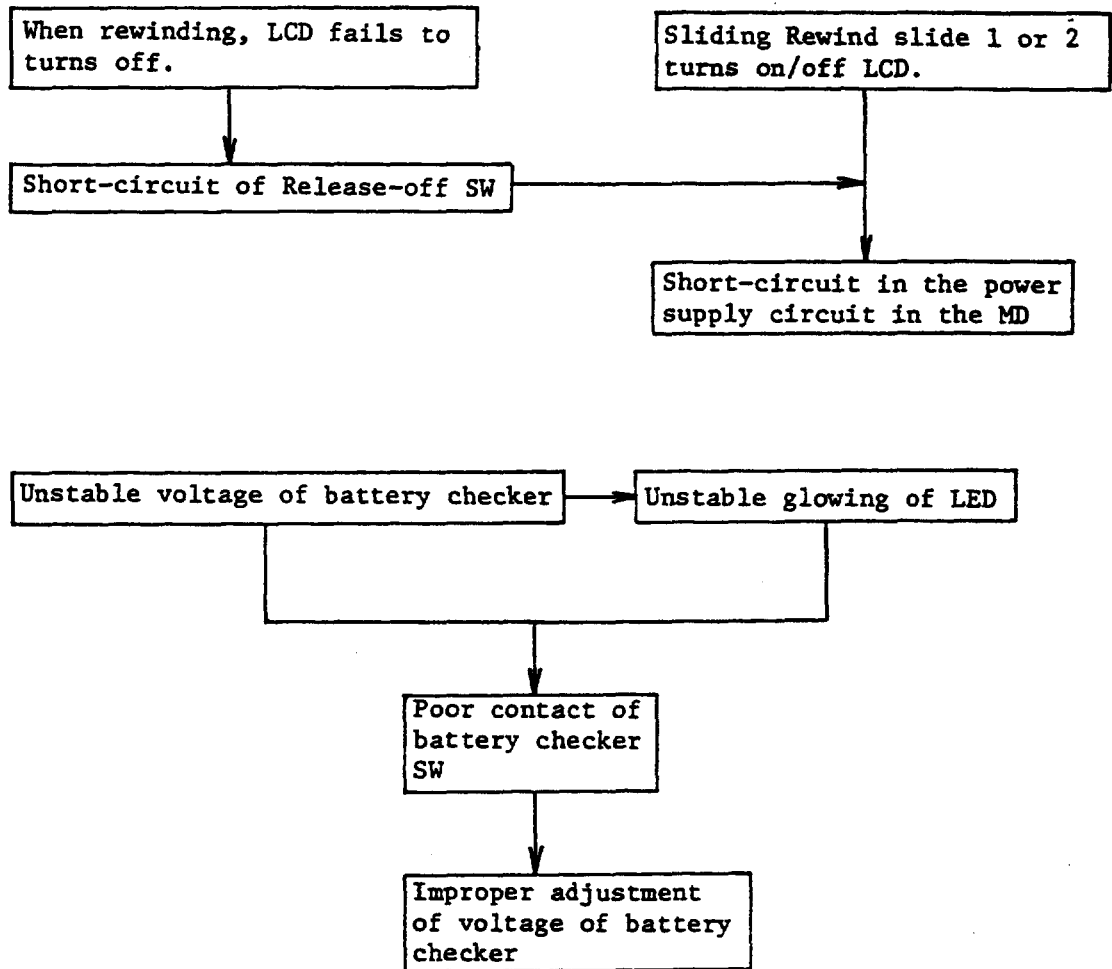 When rewinding, LCD fails to
turns off.
Sliding Rewind slide 1 or 2
turns on/off LCD.
Short-circuit of Release-off SW
Short-circuit in the power
supply circuit in the MD
Unstable voltage of battery checker
Unstable glowing of LED
Poor contact of
battery checker
SW
Improper adjustment
of voltage of battery
checker